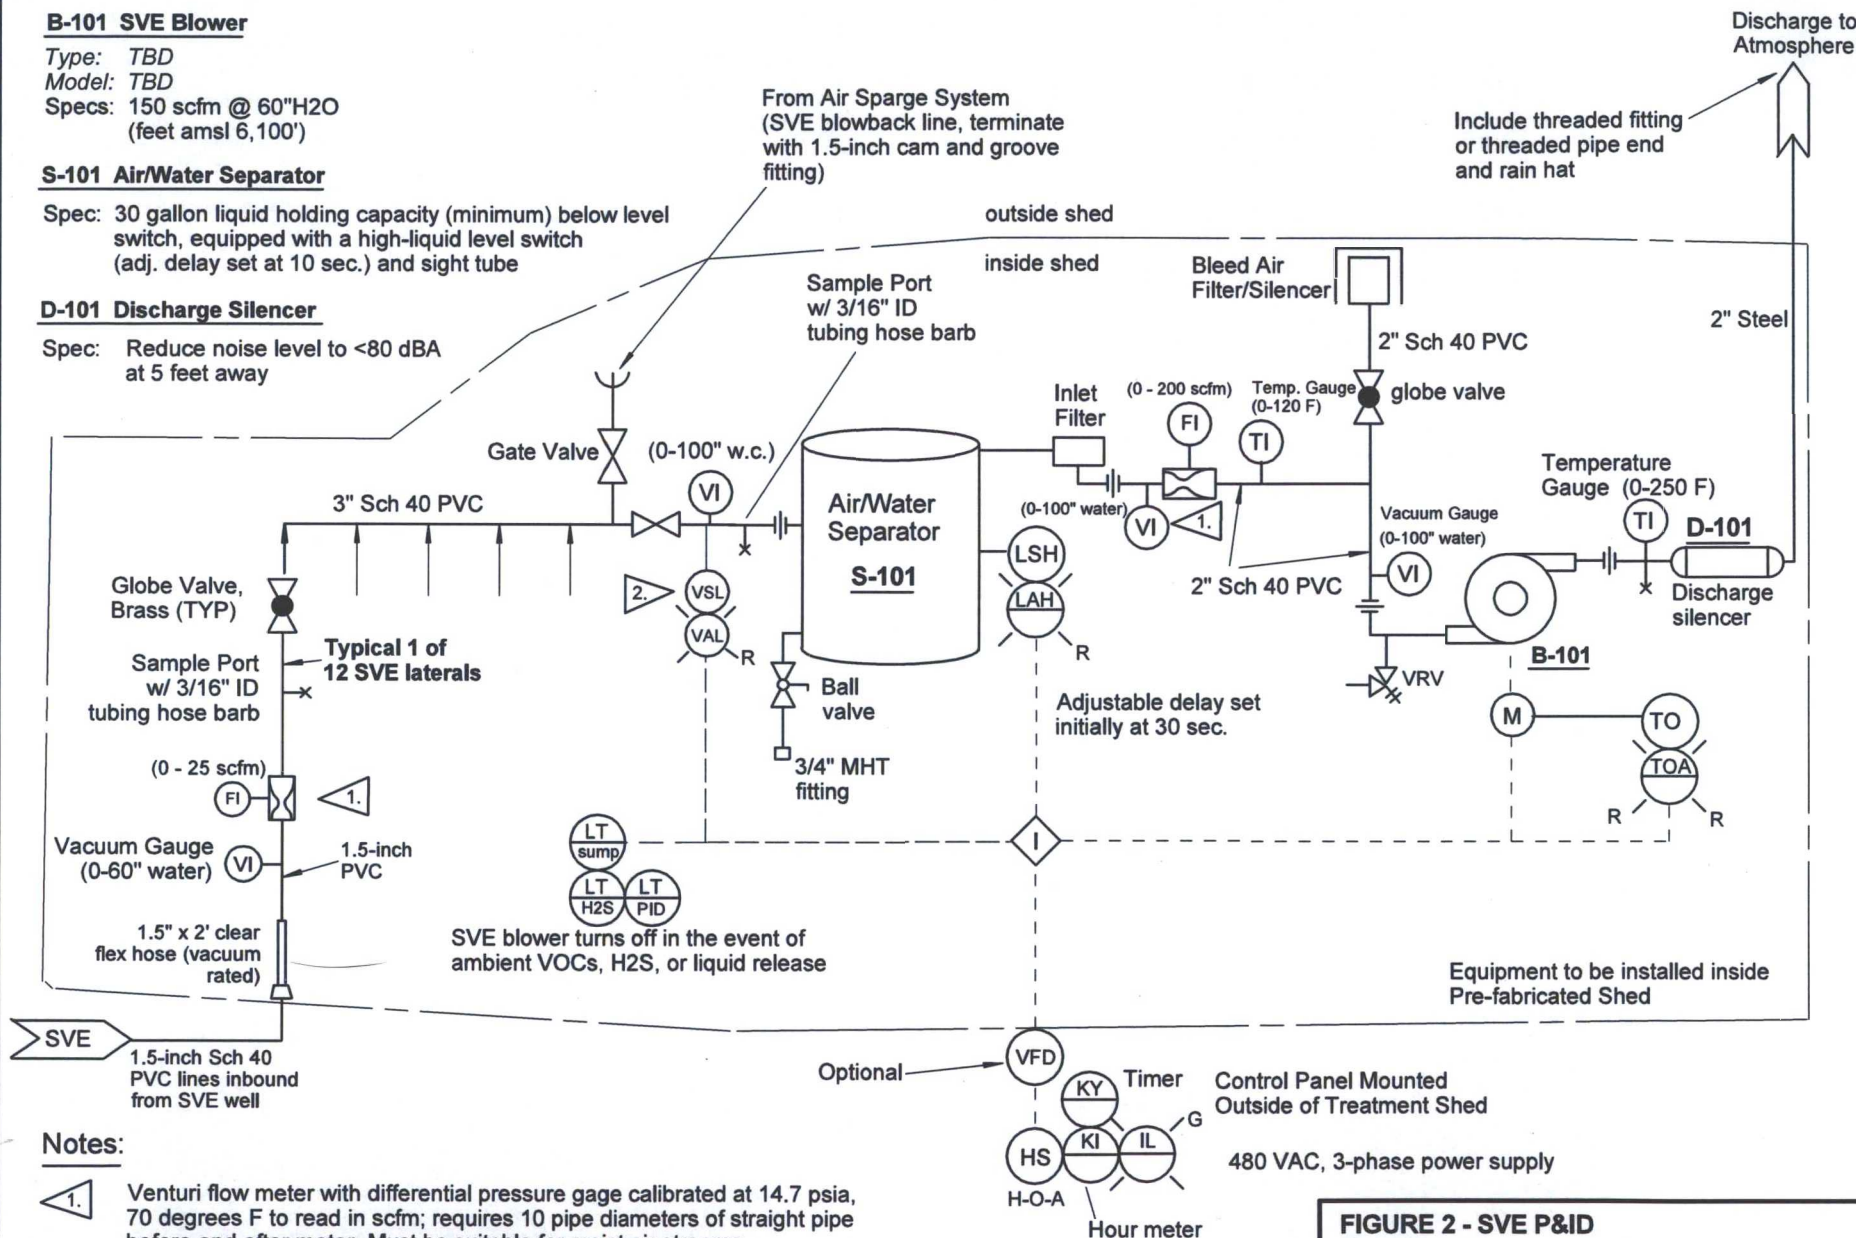 B-101 SVE Blower
Type: TBD
Model: TBD
Specs: 150 scfm @ 60"H2O
(feet amsl 6,100')
S-101 Air/Water Separator
Spec: 30 gallon liquid holding capacity (minimum) below level
switch, equipped with a high-liquid level switch
(adj. delay set at 10 sec.) and sight tube
D-101 Discharge Silencer
Spec: Reduce noise level to <80 dBA
at 5 feet away
From Air Sparge System
(SVE blowback line, terminate
with 1.5-inch cam and groove
fitting)
Discharge to
Atmosphere
Include threaded fitting
or threaded pipe end
and rain hat
outside shed
inside shed
Sample Port
w/ 3/16" ID
tubing hose barb
Bleed Air
Filter/Silencer
2" Steel
2" Sch 40 PVC
globe valve
Inlet
Filter
(0 - 200 scfm)
FI
Temp. Gauge
(0-120 F)
TI
Gate Valve
(0-100" w.c.)
VI
3" Sch 40 PVC
Air/Water
Separator
S-101
(0-100" water)
VI
1.
Vacuum Gauge
(0-100" water)
VI
2" Sch 40 PVC
Temperature
Gauge (0-250 F)
TI
D-101
Discharge
silencer
B-101
VRV
LSH
LAH
R
Adjustable delay set
initially at 30 sec.
2.
VSL
VAL
R
Ball
valve
3/4" MHT
fitting
M
TO
TOA
R
R
Globe Valve,
Brass (TYP)
Typical 1 of
12 SVE laterals
Sample Port
w/ 3/16" ID
tubing hose barb
(0 - 25 scfm)
FI
1.
Vacuum Gauge
(0-60" water)
VI
1.5-inch
PVC
1.5" x 2' clear
flex hose (vacuum
rated)
SVE
1.5-inch Sch 40
PVC lines inbound
from SVE well
LT
sump
LT
H2S
LT
PID
I
SVE blower turns off in the event of
ambient VOCs, H2S, or liquid release
Equipment to be installed inside
Pre-fabricated Shed
Optional
VFD
KY
Timer
HS
KI
IL
G
H-O-A
Hour meter
Control Panel Mounted
Outside of Treatment Shed
480 VAC, 3-phase power supply
Notes:
1. Venturi flow meter with differential pressure gage calibrated at 14.7 psia,
70 degrees F to read in scfm; requires 10 pipe diameters of straight pipe
FIGURE 2 - SVE P&ID